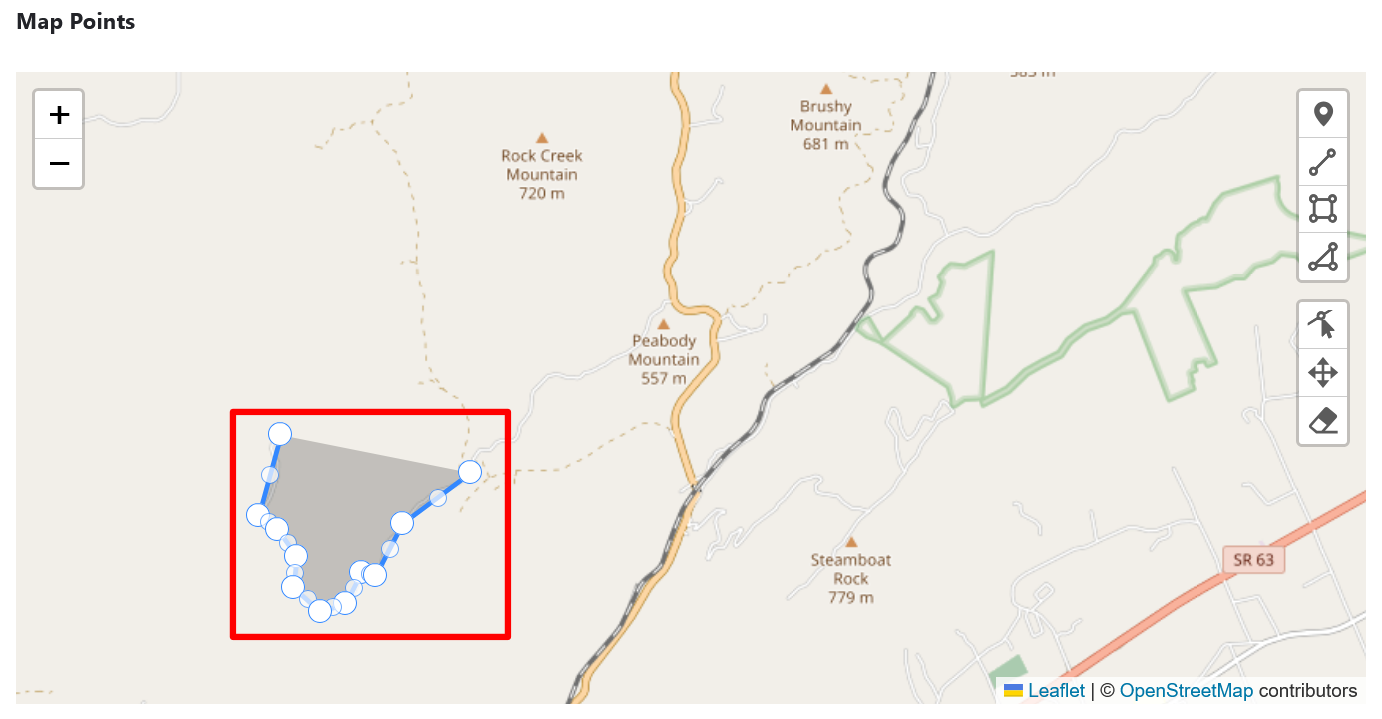 Map Points
+
−
Brushy
Mountain
681 m
Rock Creek
Mountain
720 m
Peabody
Mountain
557 m
Steamboat
Rock
779 m
SR 63
Leaflet | © OpenStreetMap contributors